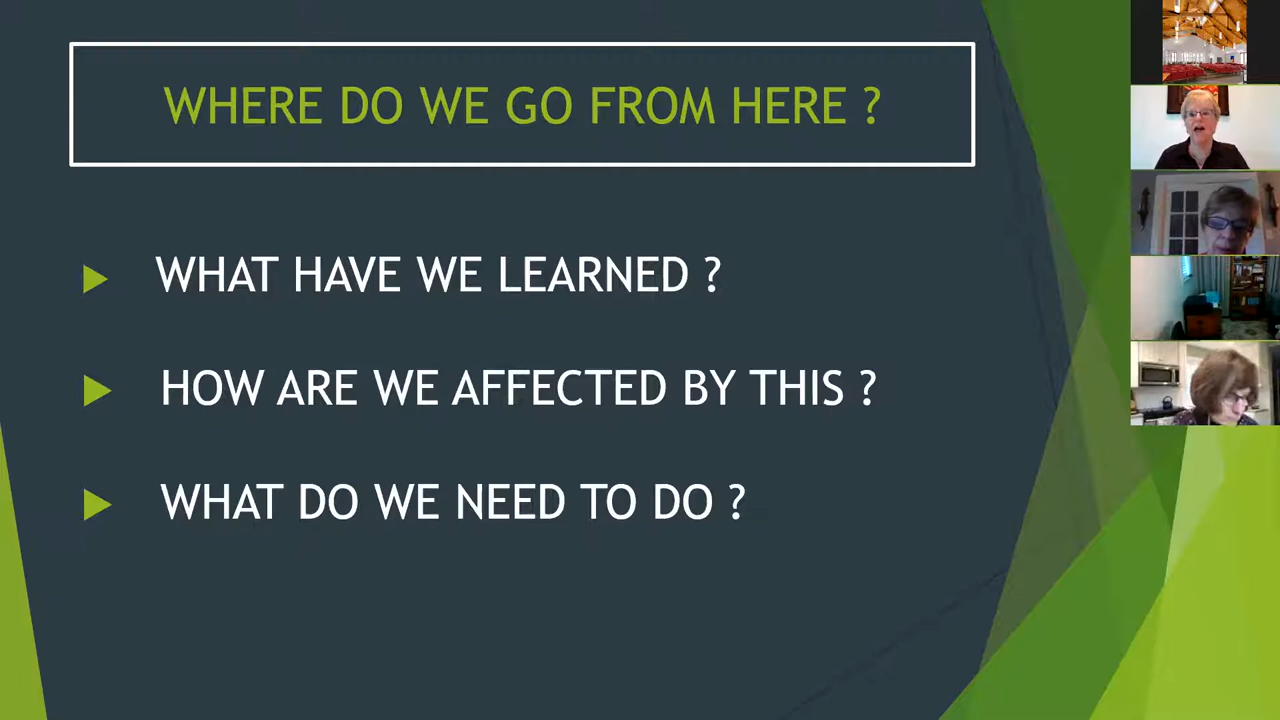 WHERE DO WE GO FROM HERE ?
WHAT HAVE WE LEARNED ?
HOW ARE WE AFFECTED BY THIS ?
WHAT DO WE NEED TO DO ?